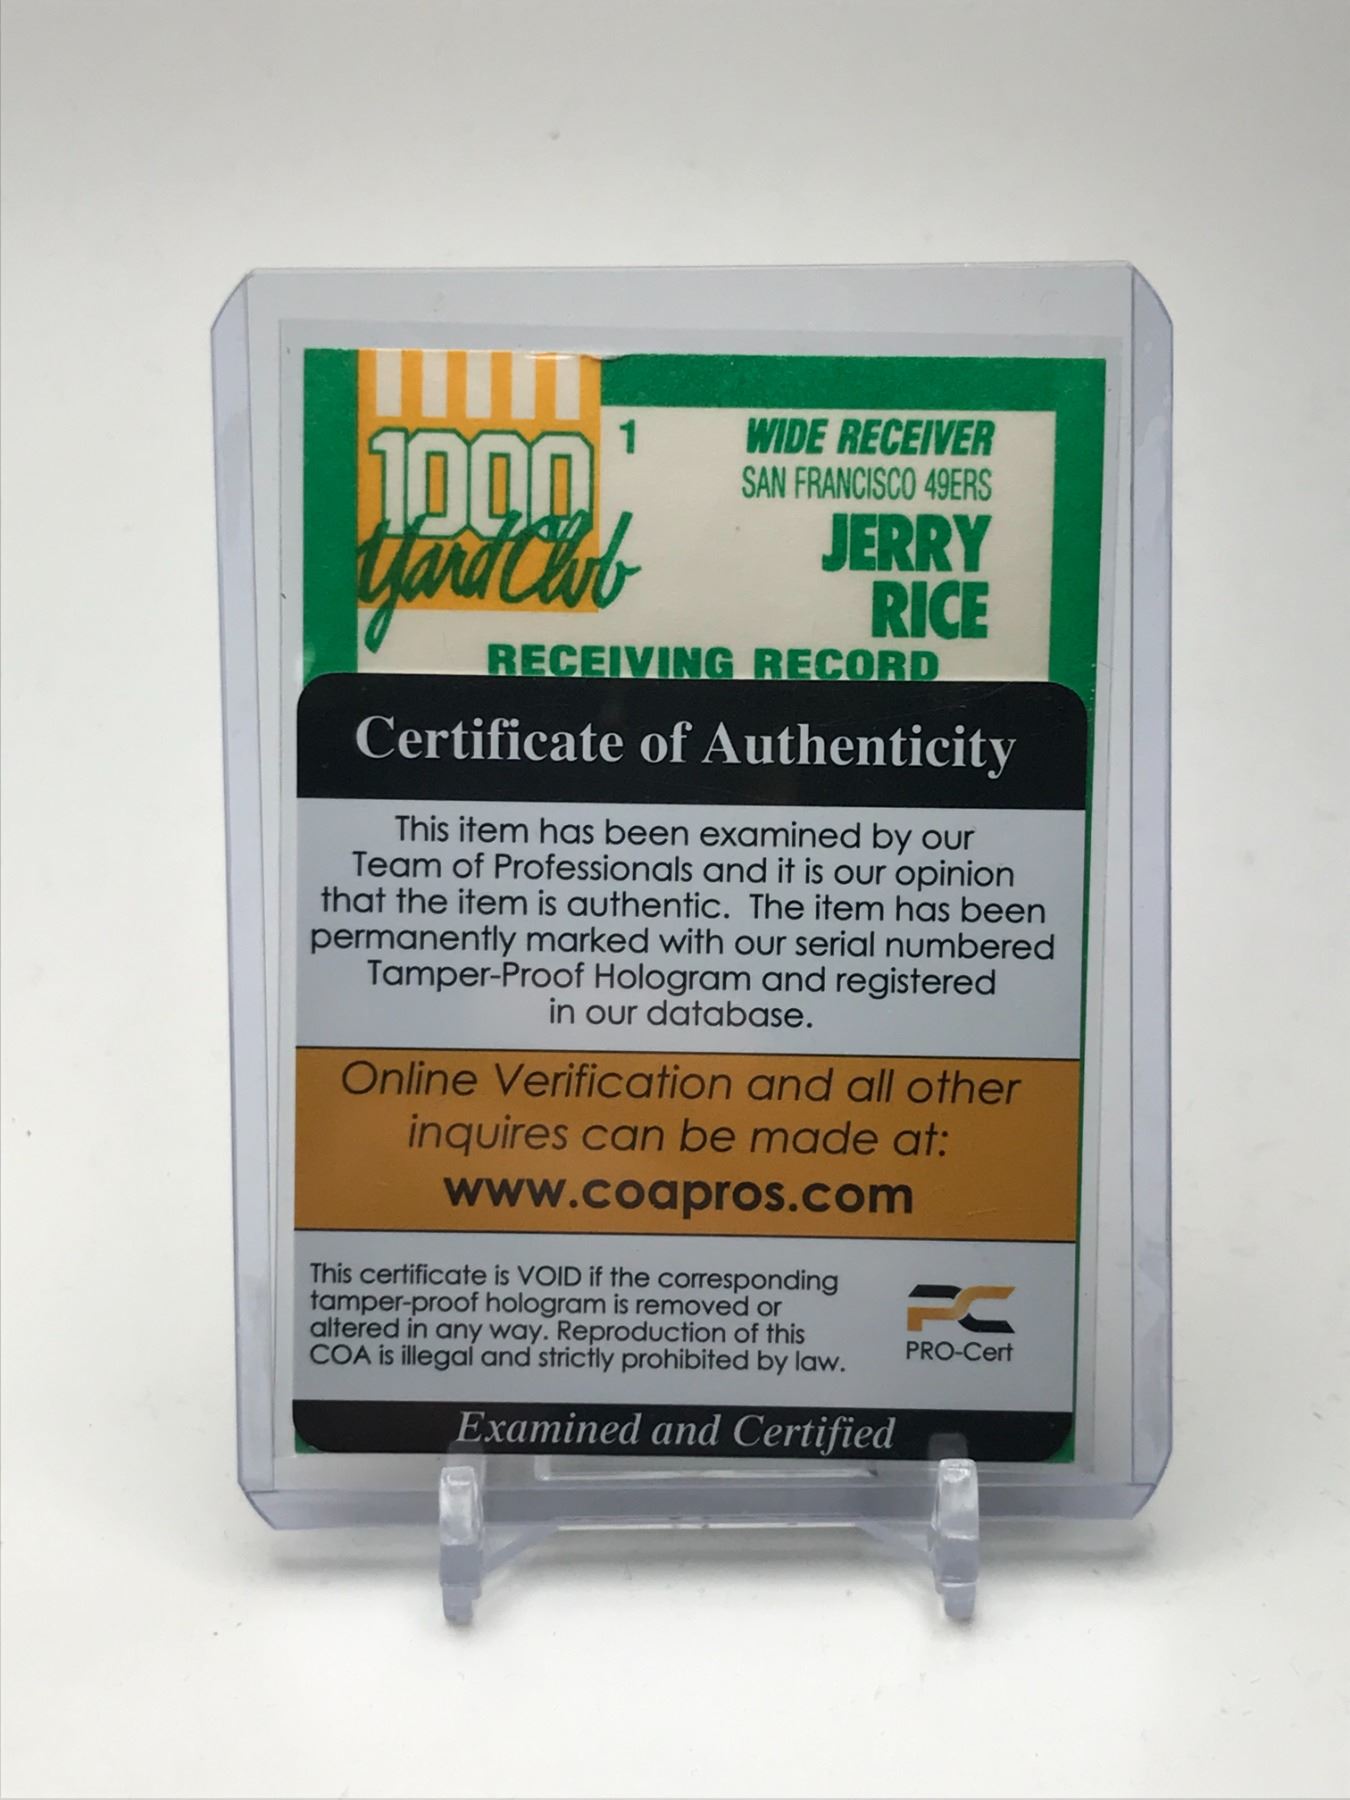 1000
Yard Club
1
WIDE RECEIVER
SAN FRANCISCO 49ERS
JERRY
RICE
RECEIVING RECORD
Certificate of Authenticity
This item has been examined by our
Team of Professionals and it is our opinion
that the item is authentic. The item has been
permanently marked with our serial numbered
Tamper-Proof Hologram and registered
in our database.
Online Verification and all other
inquires can be made at:
www.coapros.com
This certificate is VOID if the corresponding
tamper-proof hologram is removed or
altered in any way. Reproduction of this
COA is illegal and strictly prohibited by law.
PC
PRO-Cert
Examined and Certified